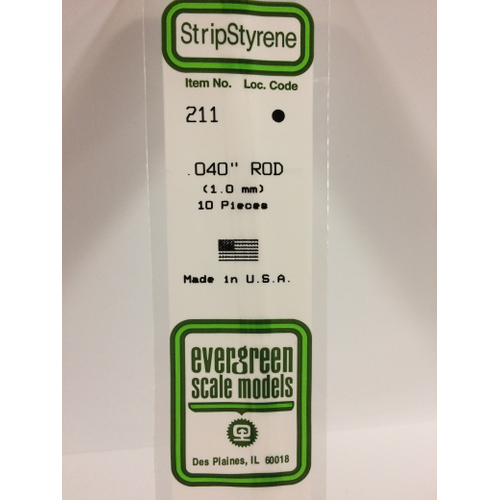 StripStyrene
Item No. Loc. Code
211 ●
.040" ROD
(1.0 mm)
10 Pieces
Made in U.S.A.
evergreen
scale models
Des Plaines, IL 60018